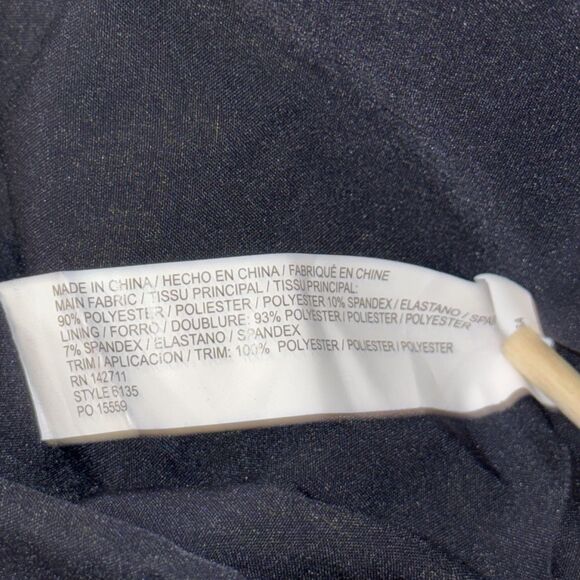 MADE IN CHINA / HECHO EN CHINA / FABRIQUÉ EN CHINE
MAIN FABRIC / TISSU PRINCIPAL / TISSU PRINCIPAL:
90% POLYESTER / POLIESTER / POLYESTER 10% SPANDEX / ELASTANO /
LINING / FORRO / DOUBLURE: 93% POLYESTER / POLIESTER / POLYESTER
7% SPANDEX / ELASTANO / SPANDEX
TRIM / APLICACION / TRIM: 100% POLYESTER / POLIESTER / POLYESTER
RN 142711
STYLE 6135
PO 15559